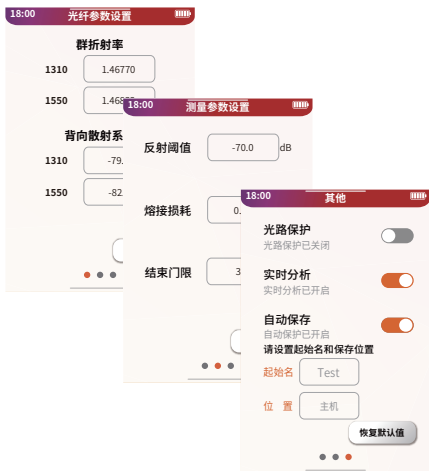 18:00
光纤参数设置
群折射率
1310
1.46770
1550
背向散射系
1310
-79.
1550
-82.
18:00
测量参数设置
反射阈值
-70.0
dB
熔接损耗
0.
结束门限
3
18:00
其他
光路保护
光路保护已关闭
实时分析
实时分析已开启
自动保存
自动保护已开启
请设置起始名和保存位置
起始名
Test
位 置
主机
恢复默认值